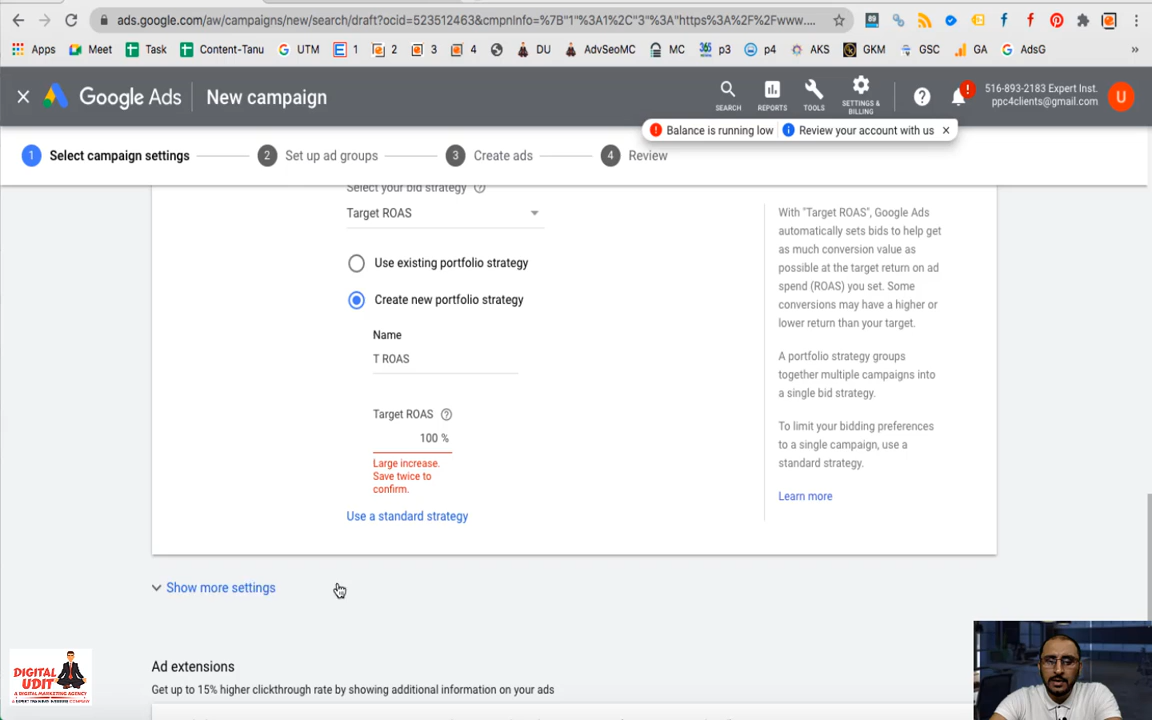 ads.google.com/aw/campaigns/new/search/draft?ocid=523512463&cmpnInfo=%7B"1"%3A1%2C"3"%3A"https%3A%2F%2Fwww....
Apps Meet Task Content-Tanu UTM 1 2 3 4 DU AdvSeoMC MC p3 p4 AKS GKM GSC GA AdsG »
Google Ads New campaign
SEARCH REPORTS TOOLS SETTINGS & BILLING
516-893-2183 Expert Inst.
ppc4clients@gmail.com
U
Balance is running low Review your account with us
1 Select campaign settings 2 Set up ad groups 3 Create ads 4 Review
Select your bid strategy
Target ROAS
Use existing portfolio strategy
Create new portfolio strategy
Name
T ROAS
Target ROAS
100 %
Large increase.
Save twice to
confirm.
Use a standard strategy
With "Target ROAS", Google Ads
automatically sets bids to help get
as much conversion value as
possible at the target return on ad
spend (ROAS) you set. Some
conversions may have a higher or
lower return than your target.
A portfolio strategy groups
together multiple campaigns into
a single bid strategy.
To limit your bidding preferences
to a single campaign, use a
standard strategy.
Learn more
Show more settings
Ad extensions
Get up to 15% higher clickthrough rate by showing additional information on your ads
DIGITAL
UDIT
A DIGITAL MARKETING AGENCY